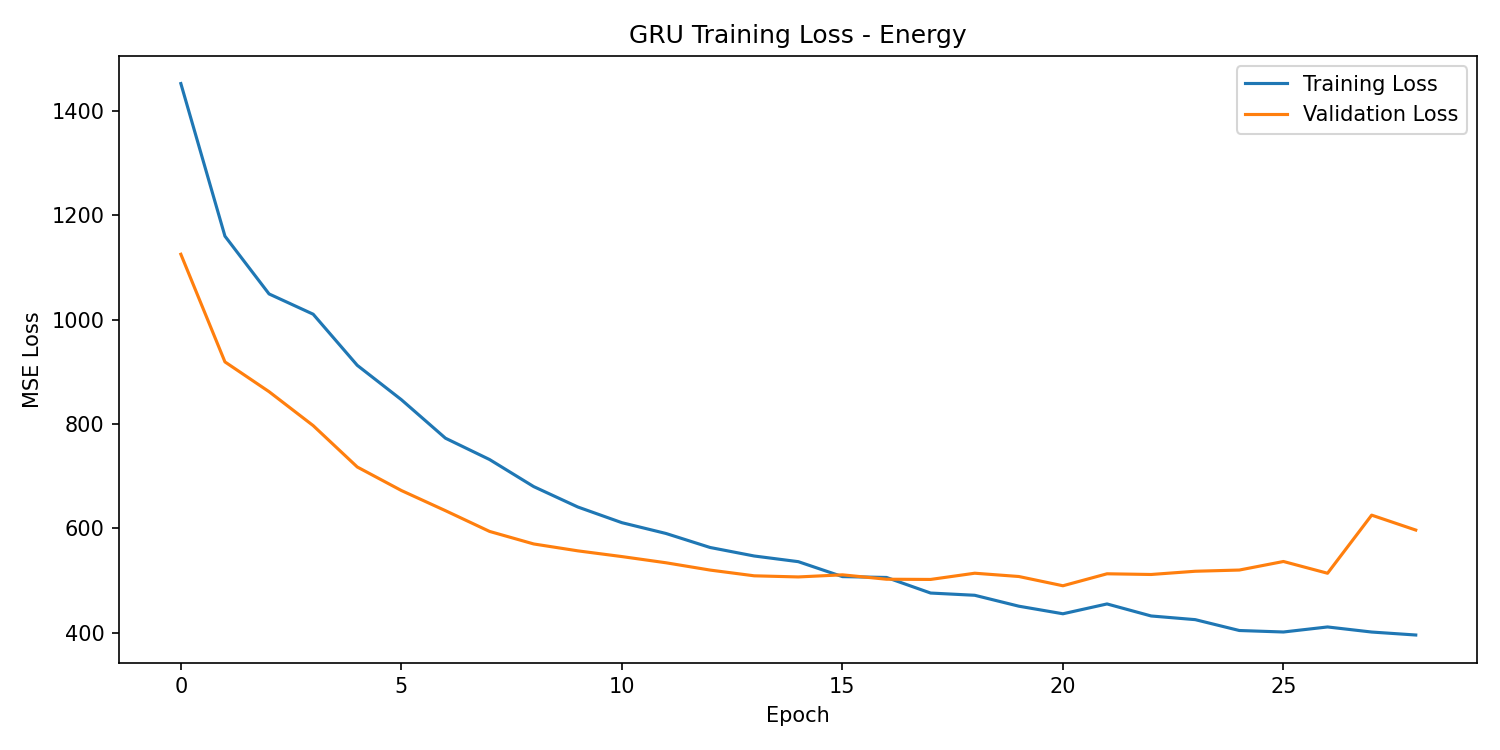 GRU Training Loss - Energy
Training Loss
Validation Loss
MSE Loss
1400
1200
1000
800
600
400
0 5 10 15 20 25
Epoch